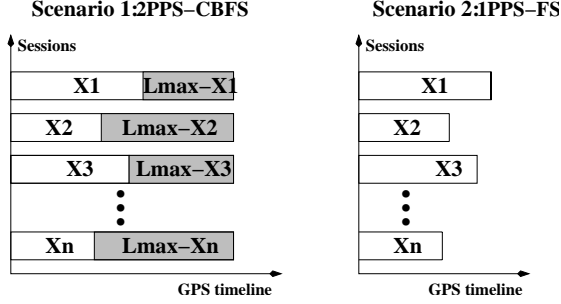 Scenario 1:2PPS–CBFS
Sessions
X1 Lmax–X1
X2 Lmax–X2
X3 Lmax–X3
Xn Lmax–Xn
GPS timeline
Scenario 2:1PPS–FS
Sessions
X1
X2
X3
Xn
GPS timeline